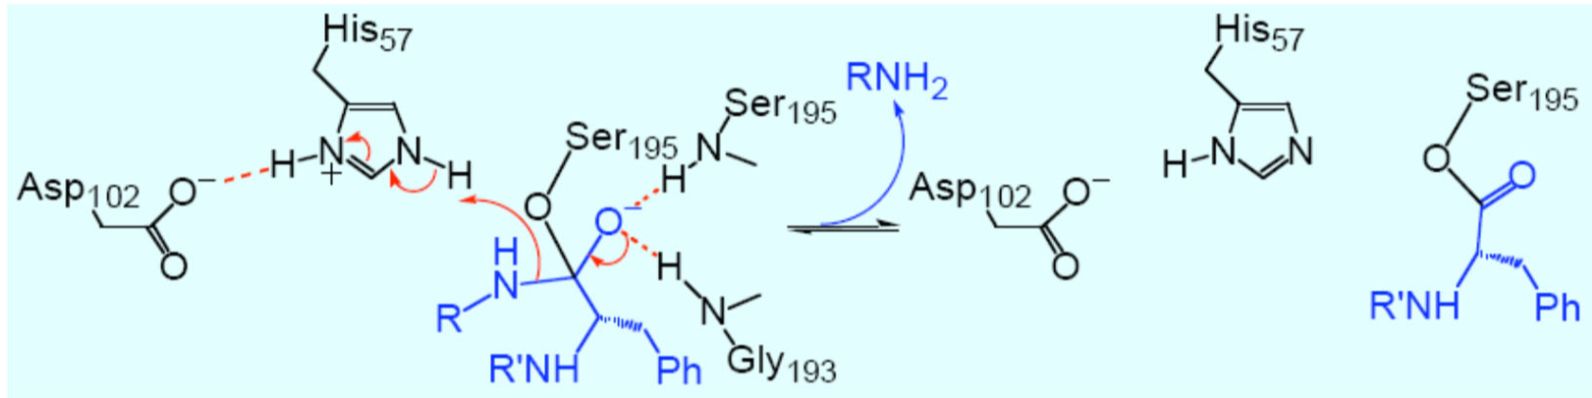 His57
H–N
+
N
H
Asp102
O−
O
Ser195
O
O−
H
N
R
R'NH
Ph
Ser195
N
H
H
N
Gly193
RNH2
His57
H–N
N
Asp102
O−
O
Ser195
O
O
R'NH
Ph